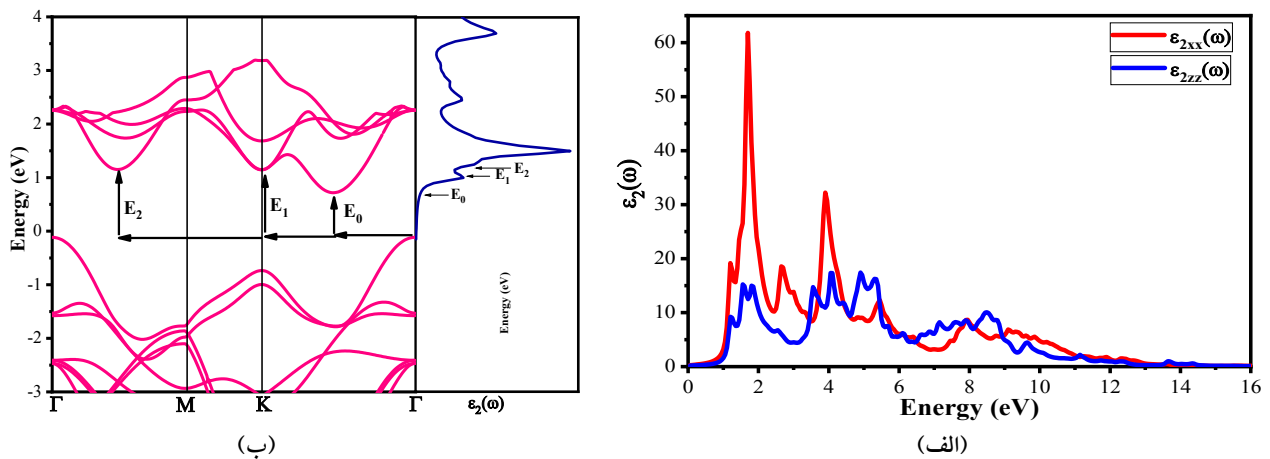 4
3
2
1
0
-1
-2
-3
Energy (eV)
Γ
M
K
Γ
E₂
E₁
E₀
E₂
E₁
E₀
Energy (eV)
ε₂(ω)
(ب)
60
50
40
30
20
10
0
ε₂(ω)
ε₂ₓₓ(ω)
ε₂zz(ω)
0 2 4 6 8 10 12 14 16
Energy (eV)
(الف)